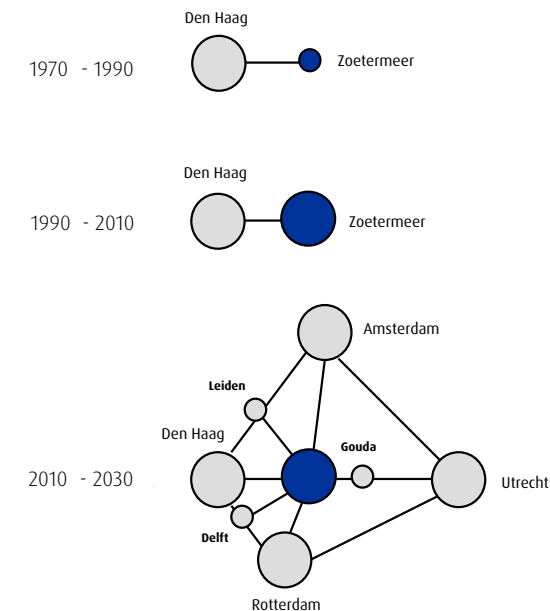 Den Haag
1970 - 1990
Zoetermeer
Den Haag
1990 - 2010
Zoetermeer
Amsterdam
Leiden
Den Haag
Gouda
2010 - 2030
Utrecht
Delft
Rotterdam